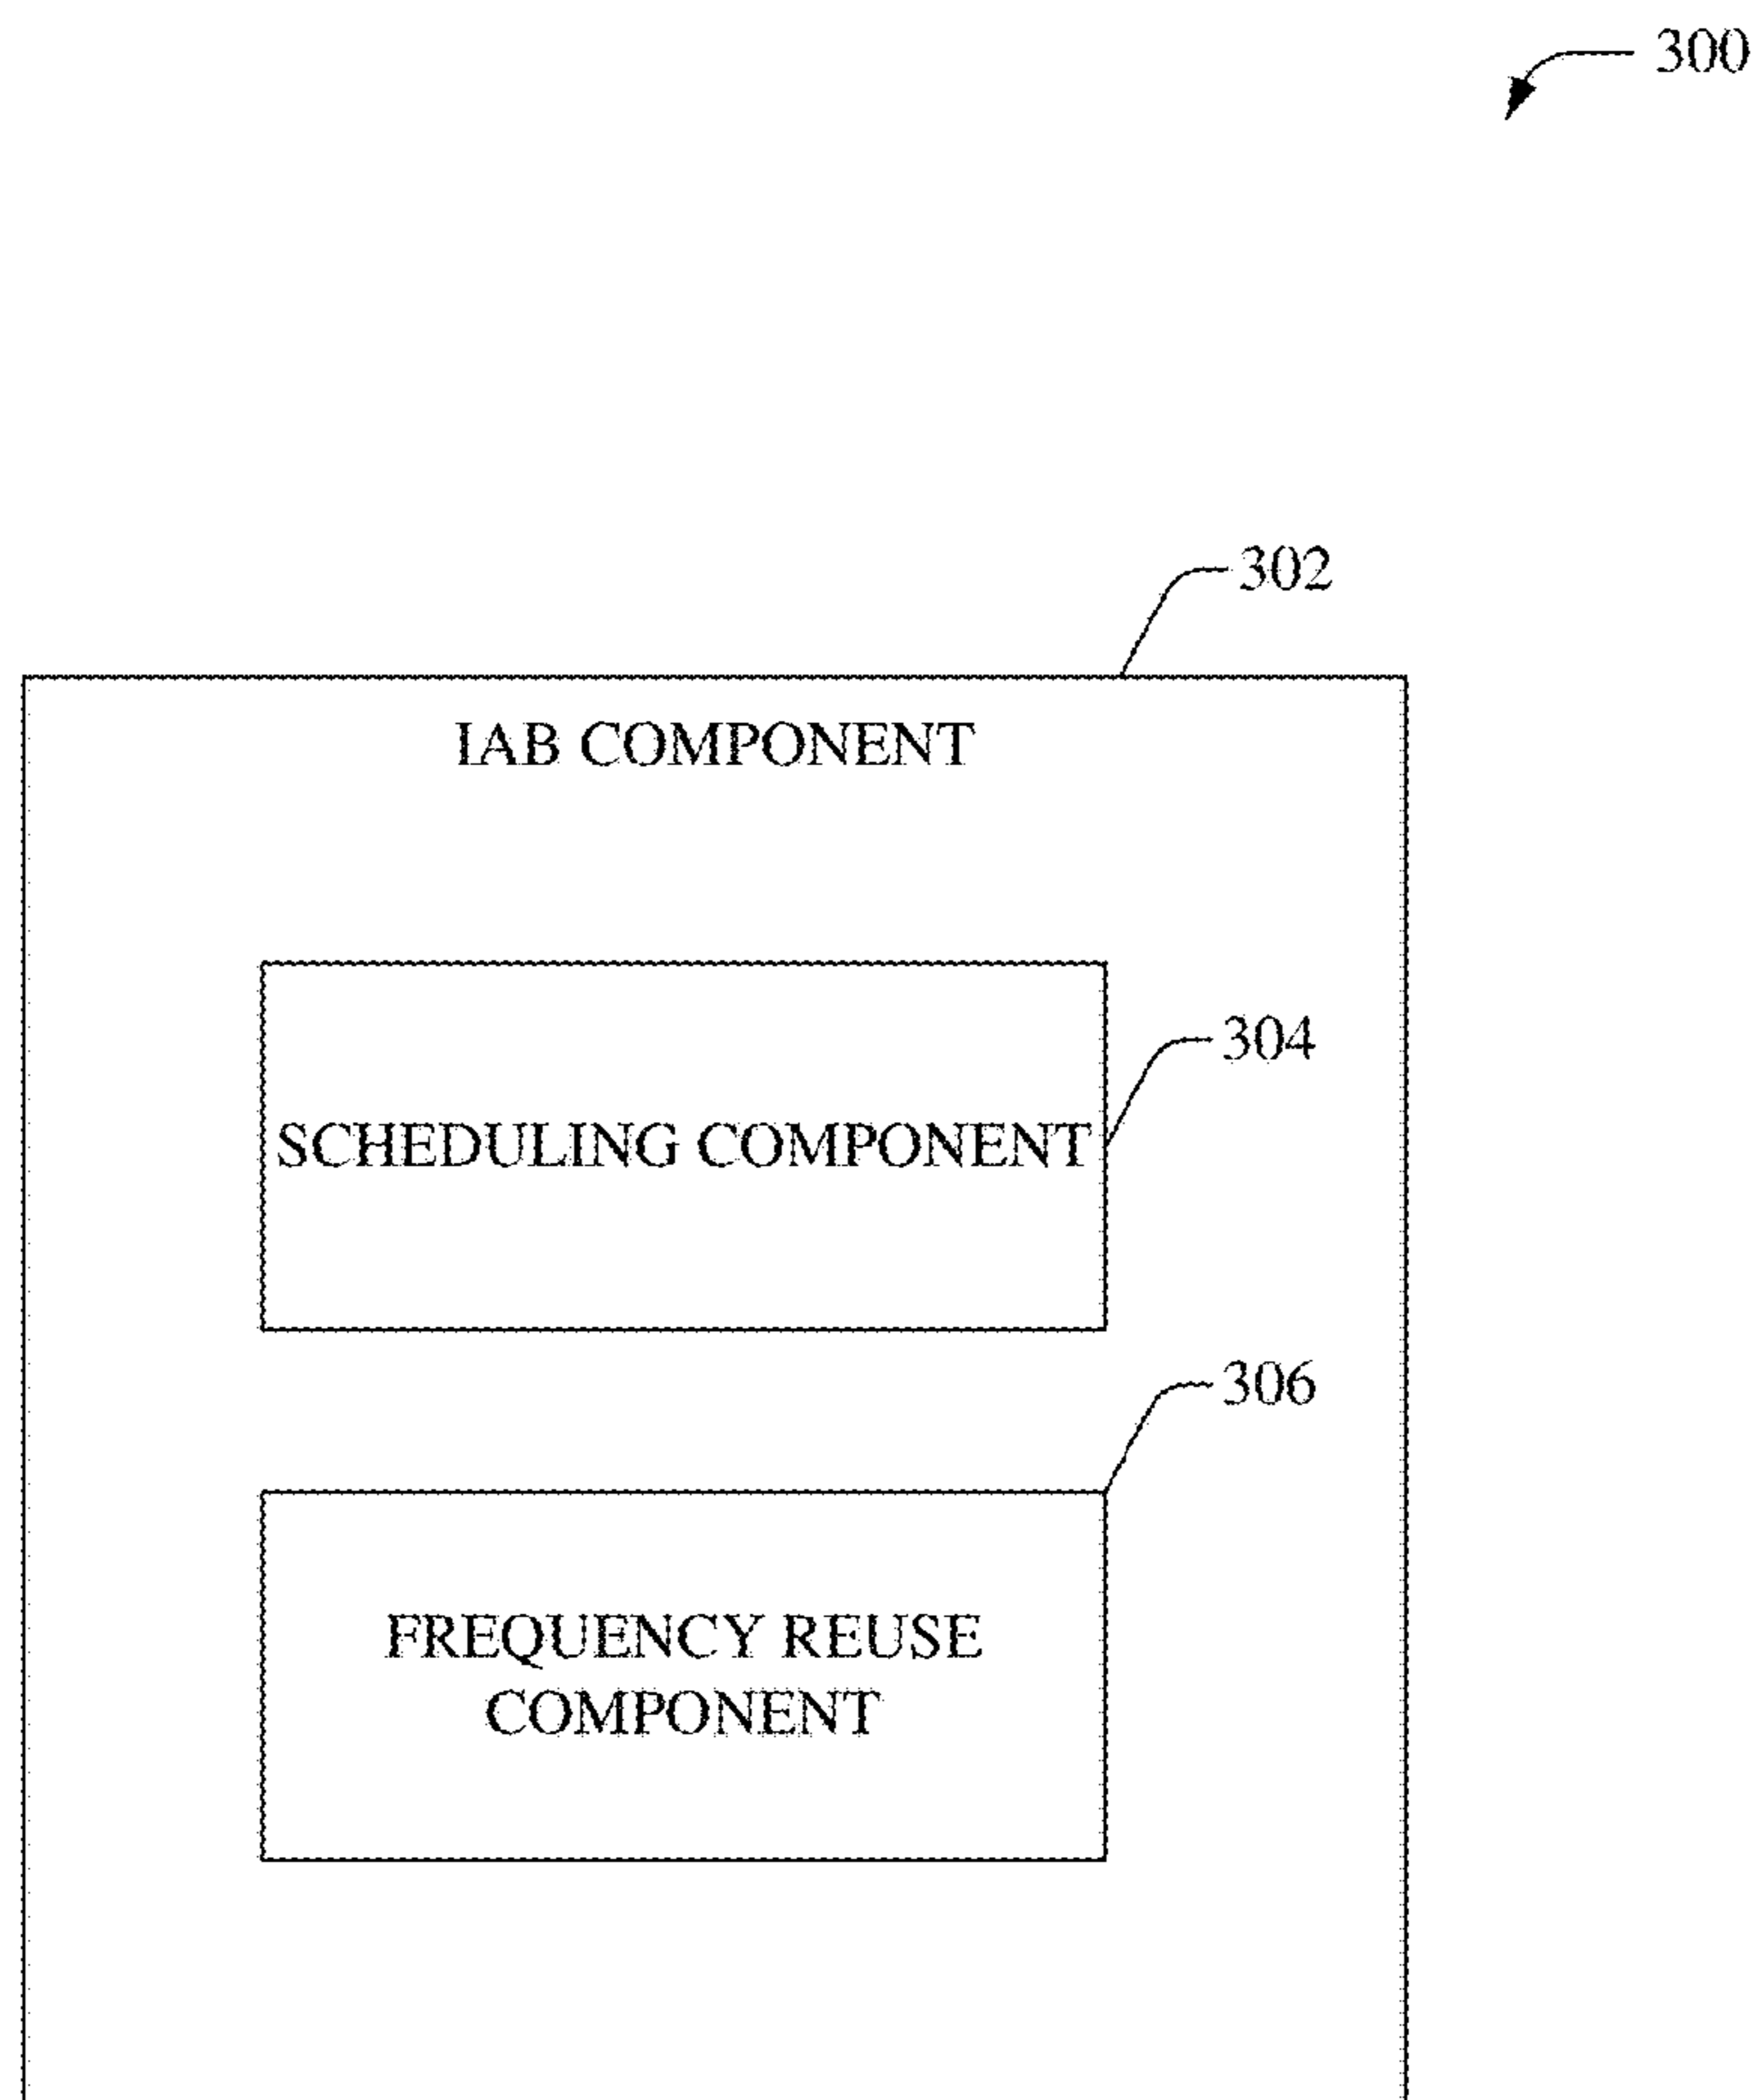 300
302
IAB COMPONENT
304
SCHEDULING COMPONENT
306
FREQUENCY REUSE
COMPONENT